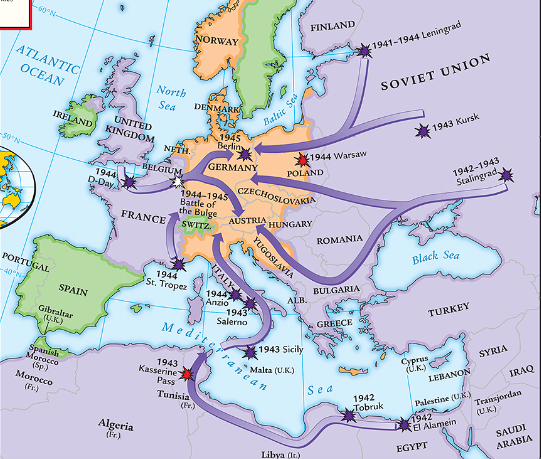 60°N
FINLAND
NORWAY
1941–1944 Leningrad
ATLANTIC
OCEAN
SOVIET UNION
North
Sea
Baltic Sea
DENMARK
IRELAND
UNITED
KINGDOM
1943 Kursk
50°N
NETH.
1945
Berlin
GERMANY
1944 Warsaw
POLAND
BELGIUM
1944
D-Day
1942–1943
Stalingrad
1944–1945
Battle of
the Bulge
CZECHOSLOVAKIA
FRANCE
SWITZ.
AUSTRIA
HUNGARY
ROMANIA
YUGOSLAVIA
Black Sea
40°N
PORTUGAL
SPAIN
1944
St. Tropez
ITALY
1944
Anzio
1943
Salerno
ALB.
BULGARIA
GREECE
TURKEY
Gibraltar
(U.K.)
Spanish
Morocco
(Sp.)
Morocco
(Fr.)
Mediterranean
Sea
1943 Sicily
Malta (U.K.)
1943
Kasserine
Pass
Tunisia
(Fr.)
Algeria
(Fr.)
Cyprus
(U.K.)
SYRIA
LEBANON
IRAQ
Palestine (U.K.)
Transjordan
(U.K.)
1942
Tobruk
1942
El Alamein
Libya (It.)
EGYPT
SAUDI
ARABIA